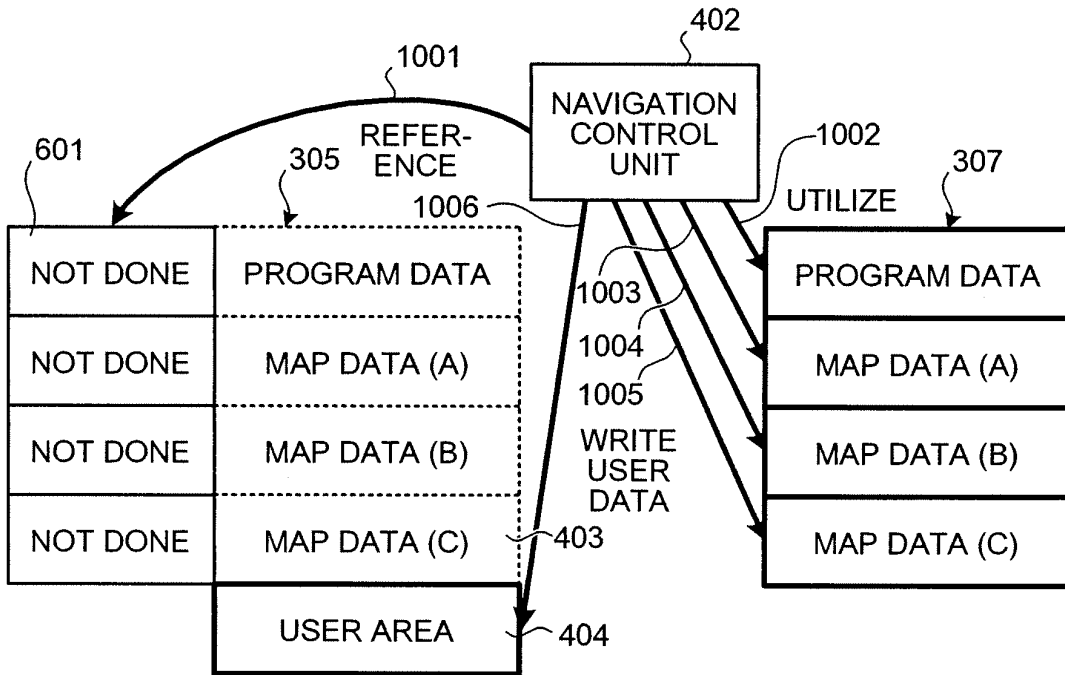 402
1001
NAVIGATION
CONTROL
UNIT
REFER-
ENCE
1002
601
305
307
1006
UTILIZE
NOT DONE
PROGRAM DATA
1003
PROGRAM DATA
1004
NOT DONE
MAP DATA (A)
MAP DATA (A)
1005
NOT DONE
MAP DATA (B)
WRITE
USER
DATA
MAP DATA (B)
NOT DONE
MAP DATA (C)
403
MAP DATA (C)
USER AREA
404